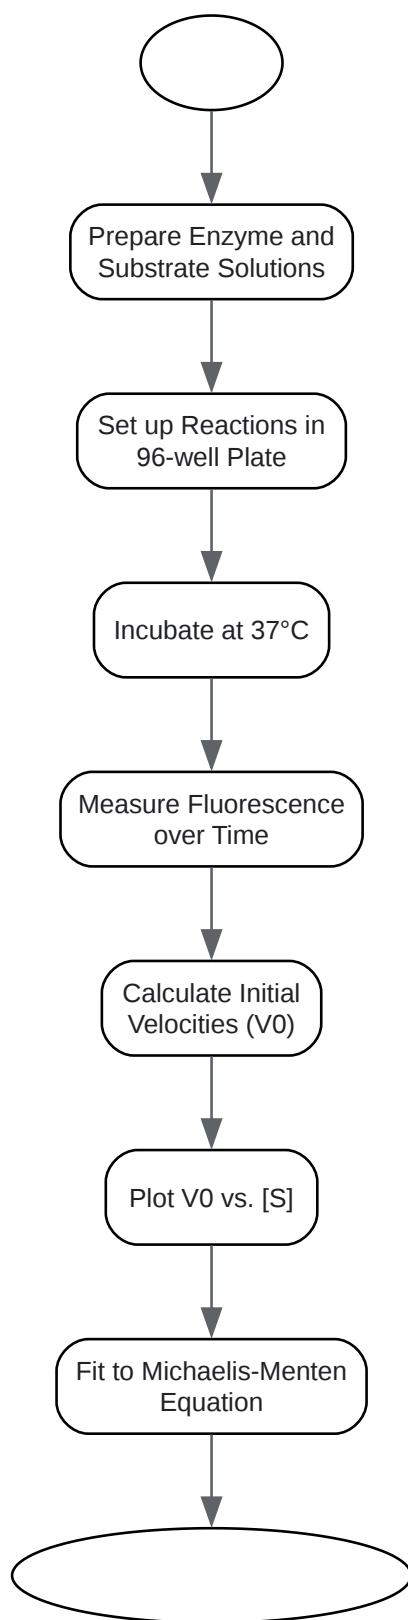 Prepare Enzyme and
Substrate Solutions
Set up Reactions in
96-well Plate
Incubate at 37°C
Measure Fluorescence
over Time
Calculate Initial
Velocities (V0)
Plot V0 vs. [S]
Fit to Michaelis-Menten
Equation